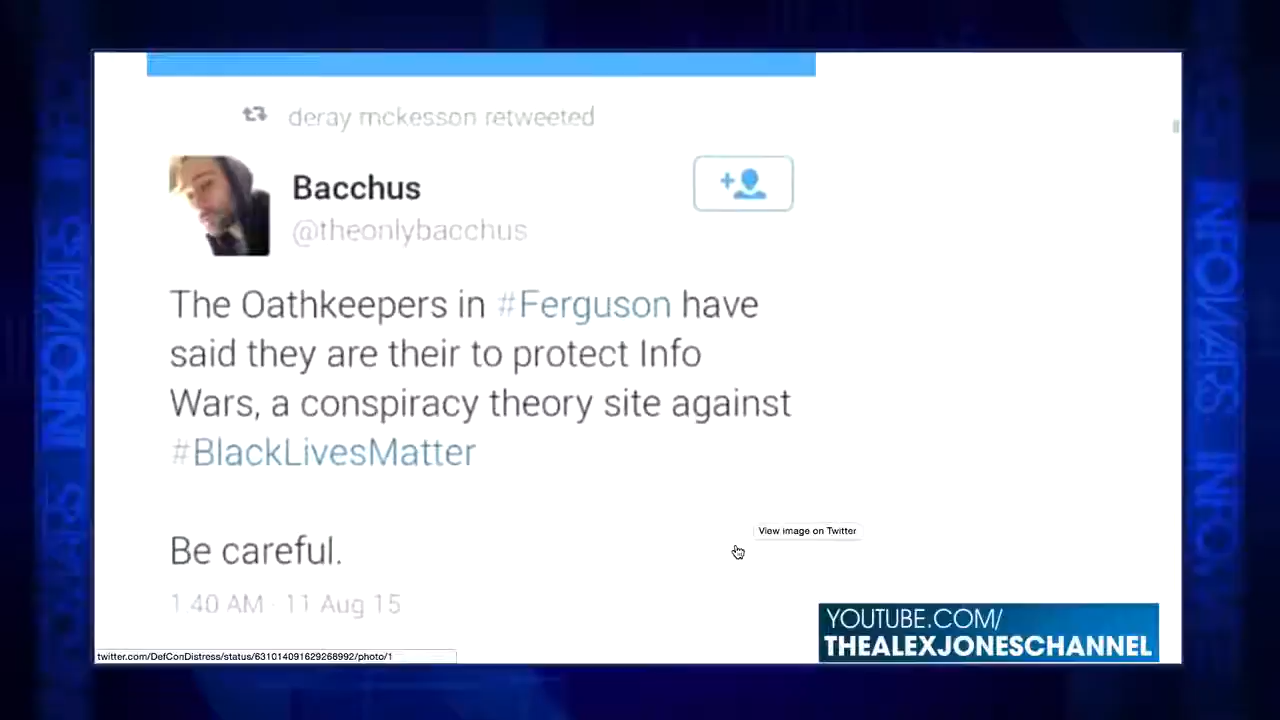 deray mckesson retweeted
Bacchus
@theonlybacchus
The Oathkeepers in #Ferguson have
said they are their to protect Info
Wars, a conspiracy theory site against
#BlackLivesMatter
Be careful.
1:40 AM · 11 Aug 15
View image on Twitter
twitter.com/DefConDistress/status/631014091629268992/photo/1
YOUTUBE.COM/
THEALEXJONESCHANNEL
INFOWARS
INFOWARS